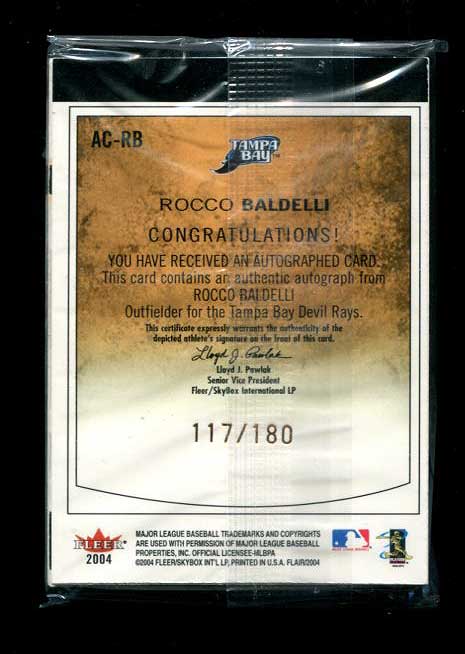 AC-RB
TAMPA
BAY™
ROCCO BALDELLI
CONGRATULATIONS!
YOU HAVE RECEIVED AN AUTOGRAPHED CARD.
This card contains an authentic autograph from
ROCCO BALDELLI
Outfielder for the Tampa Bay Devil Rays.
This certificate expressly warrants the authenticity of the
depicted athlete's signature on the front of this card.
Lloyd J. Pawlak
Lloyd J. Pawlak
Senior Vice President
Fleer/SkyBox International LP
117/180
FLEER
2004
MAJOR LEAGUE BASEBALL TRADEMARKS AND COPYRIGHTS
ARE USED WITH PERMISSION OF MAJOR LEAGUE BASEBALL
PROPERTIES, INC. OFFICIAL LICENSEE-MLBPA
©2004 FLEER/SKYBOX INT'L LP, PRINTED IN U.S.A. FLAIR/2004